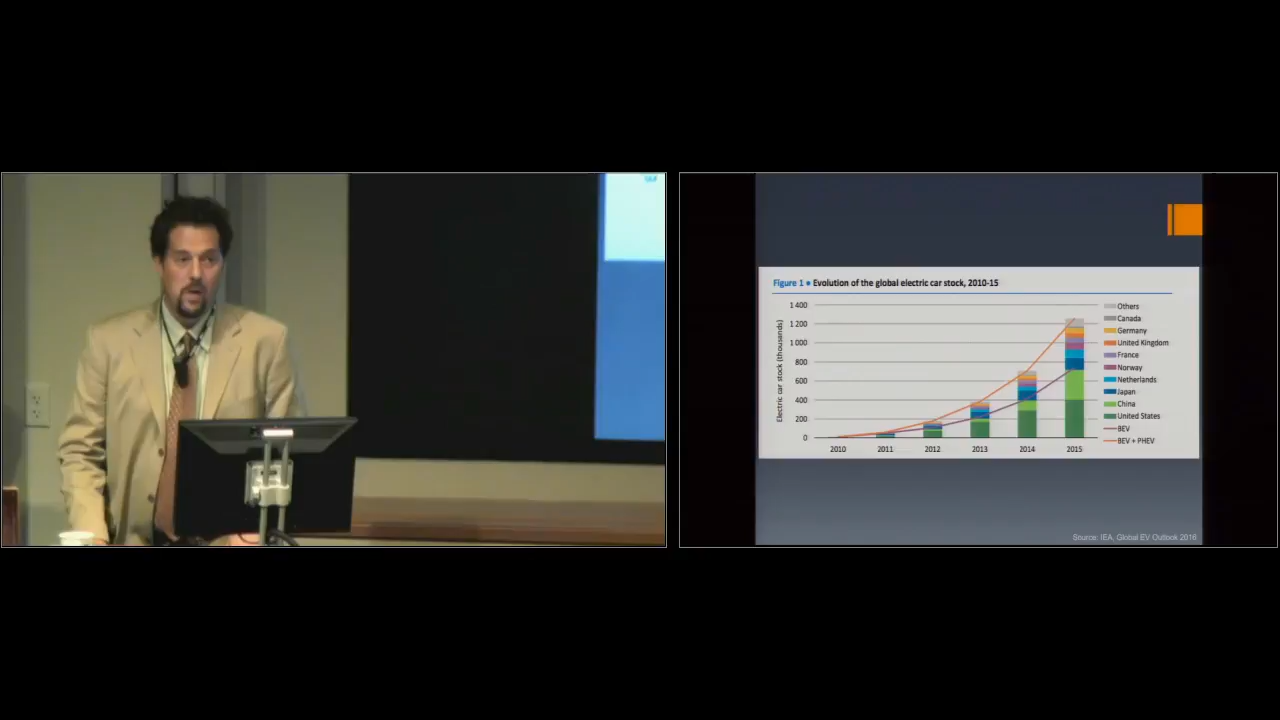 Figure 1 • Evolution of the global electric car stock, 2010-15
Electric car stock (thousands)
1 400
1 200
1 000
800
600
400
200
0
2010 2011 2012 2013 2014 2015
Others
Canada
Germany
United Kingdom
France
Norway
Netherlands
Japan
China
United States
BEV
BEV + PHEV
Source: IEA, Global EV Outlook 2016